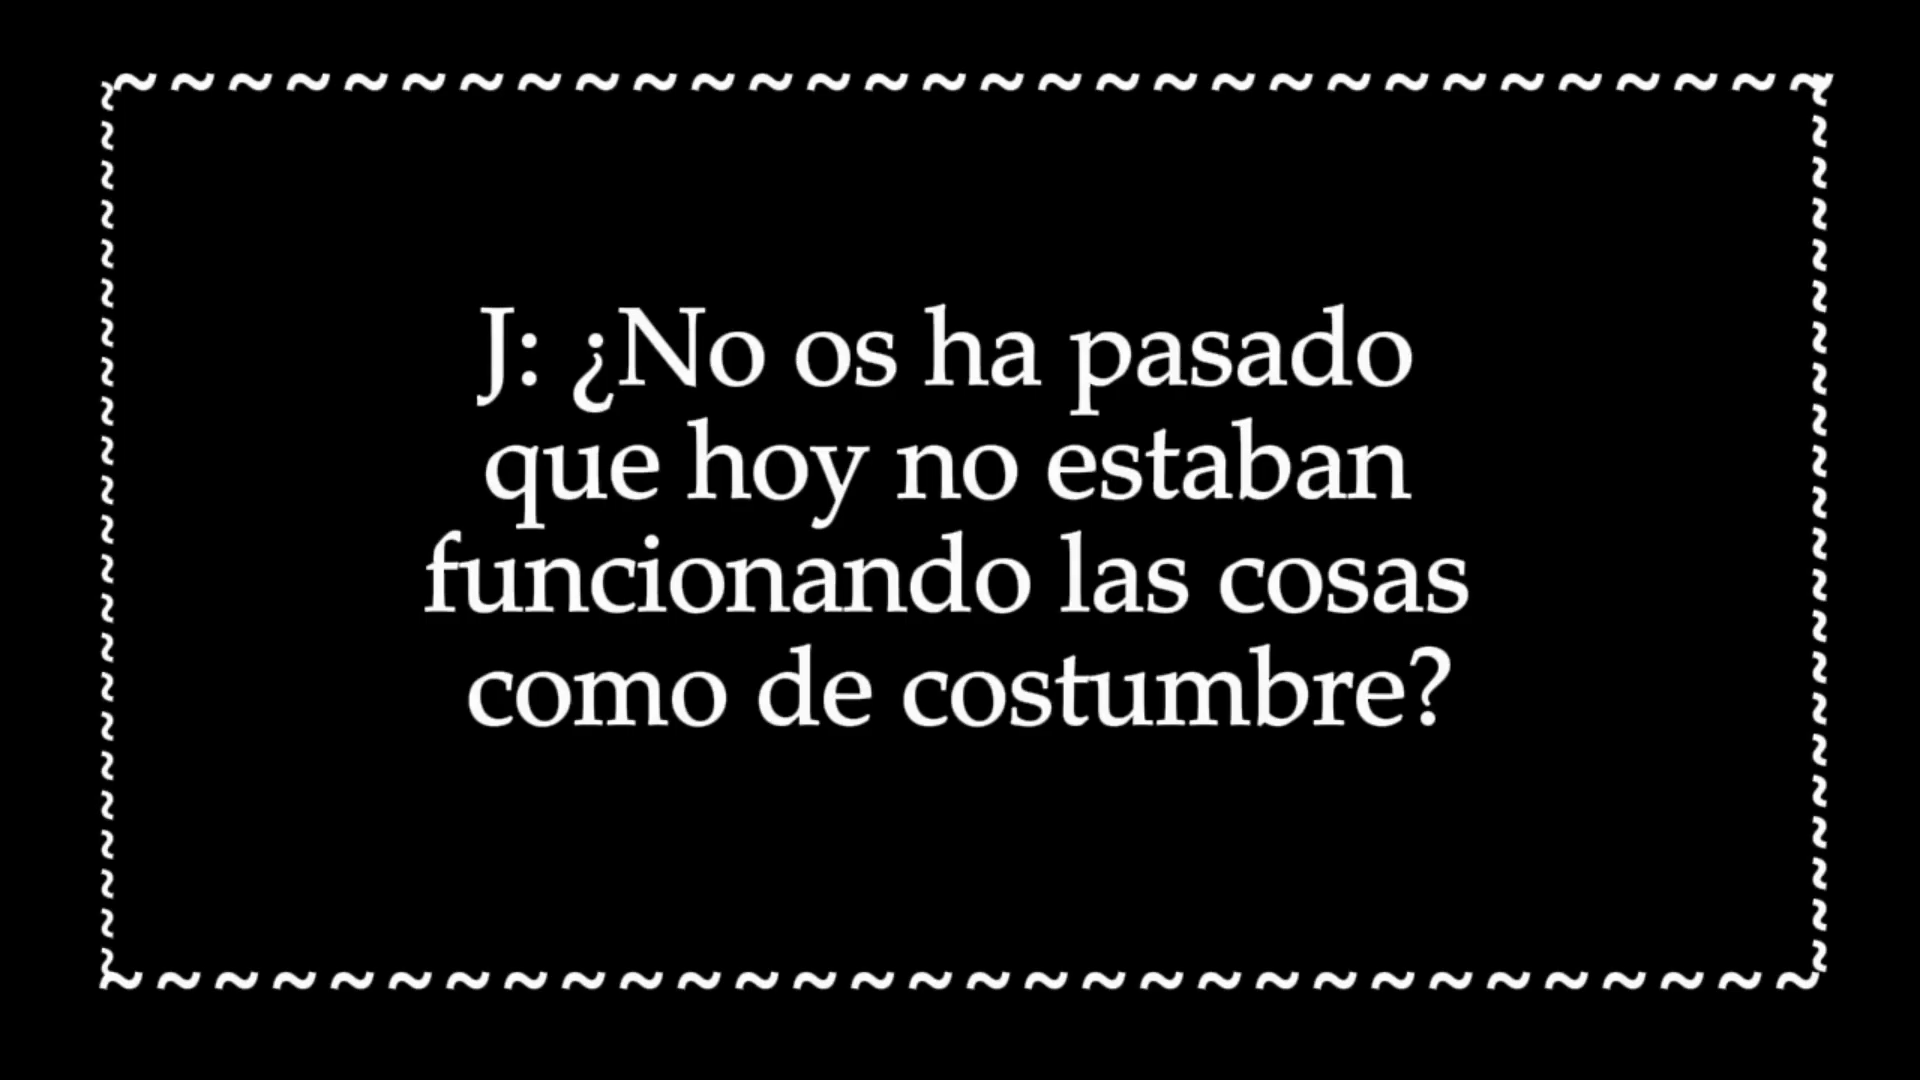 J: ¿No os ha pasado
que hoy no estaban
funcionando las cosas
como de costumbre?